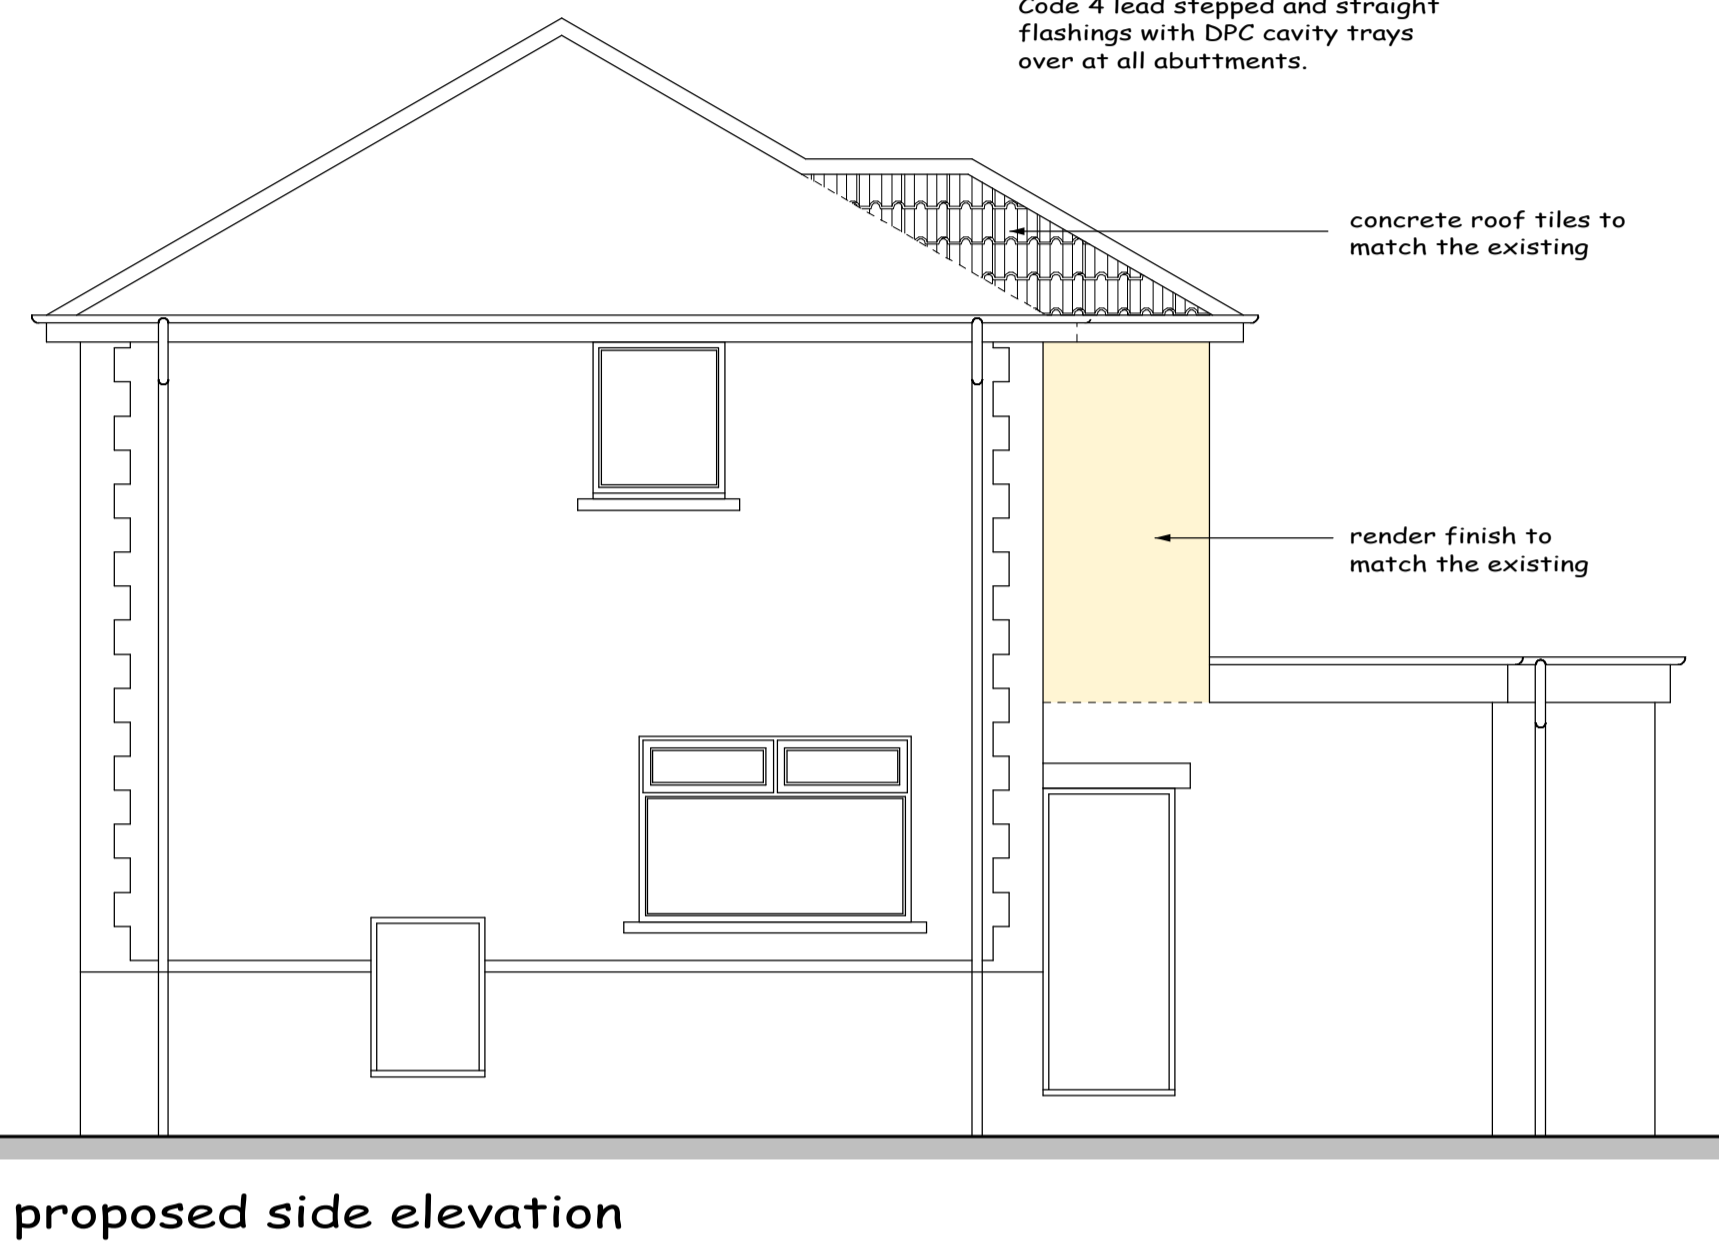 Code 4 lead stepped and straight
flashings with DPC cavity trays
over at all abuttments.
concrete roof tiles to
match the existing
render finish to
match the existing
proposed side elevation